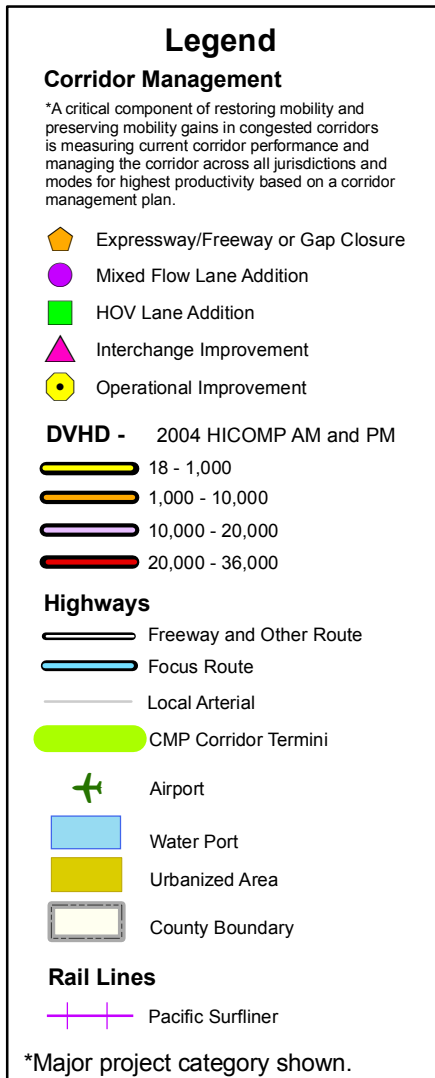 Legend
Corridor Management
*A critical component of restoring mobility and
preserving mobility gains in congested corridors
is measuring current corridor performance and
managing the corridor across all jurisdictions and
modes for highest productivity based on a corridor
management plan.
Expressway/Freeway or Gap Closure
Mixed Flow Lane Addition
HOV Lane Addition
Interchange Improvement
Operational Improvement
DVHD - 2004 HICOMP AM and PM
18 - 1,000
1,000 - 10,000
10,000 - 20,000
20,000 - 36,000
Highways
Freeway and Other Route
Focus Route
Local Arterial
CMP Corridor Termini
Airport
Water Port
Urbanized Area
County Boundary
Rail Lines
Pacific Surfliner
*Major project category shown.